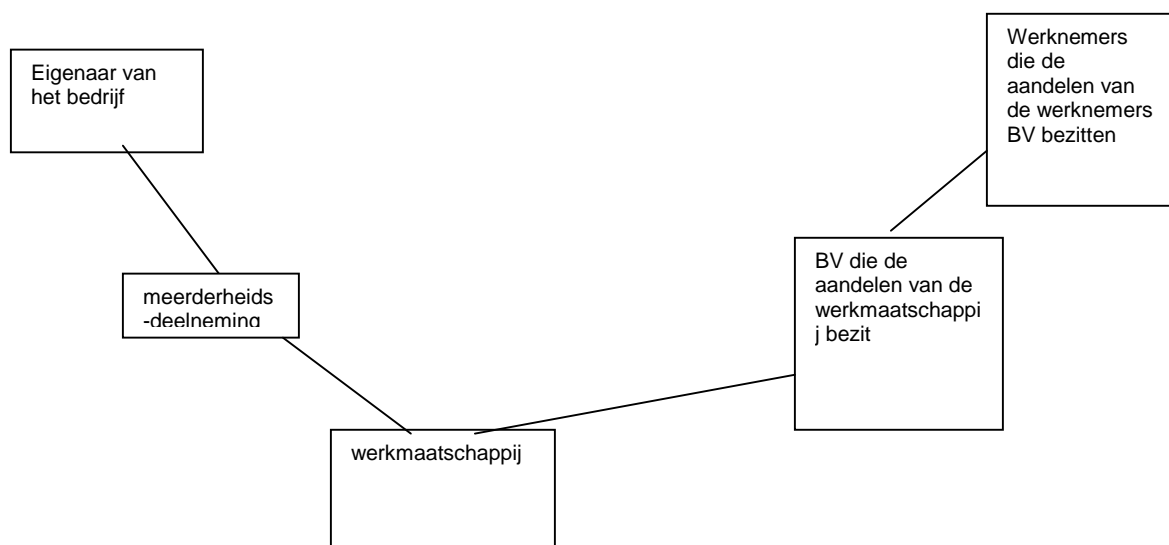 Eigenaar van
het bedrijf
Werknemers
die de
aandelen van
de werknemers
BV bezitten
meerderheids
-deelneming
BV die de
aandelen van de
werkmaatschappi
j bezit
werkmaatschappij